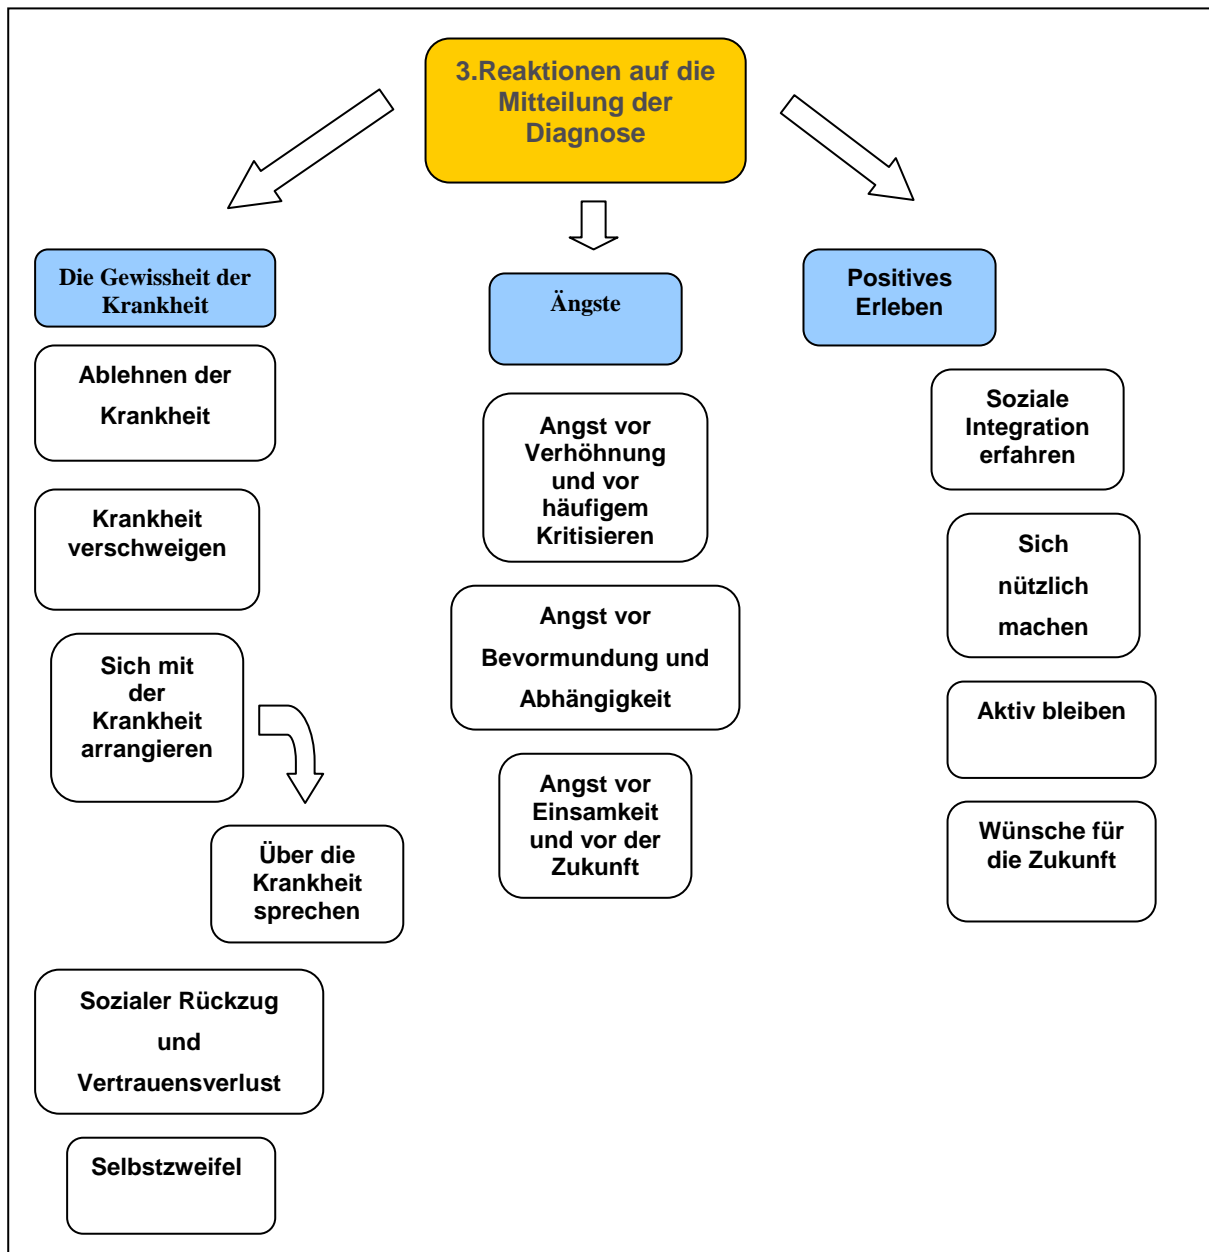 3.Reaktionen auf die
Mitteilung der
Diagnose
Die Gewissheit der
Krankheit
Ablehnen der
Krankheit
Krankheit
verschweigen
Sich mit
der
Krankheit
arrangieren
Über die
Krankheit
sprechen
Sozialer Rückzug
und
Vertrauensverlust
Selbstzweifel
Ängste
Angst vor
Verhöhnung
und vor
häufigem
Kritisieren
Angst vor
Bevormundung und
Abhängigkeit
Angst vor
Einsamkeit
und vor der
Zukunft
Positives
Erleben
Soziale
Integration
erfahren
Sich
nützlich
machen
Aktiv bleiben
Wünsche für
die Zukunft